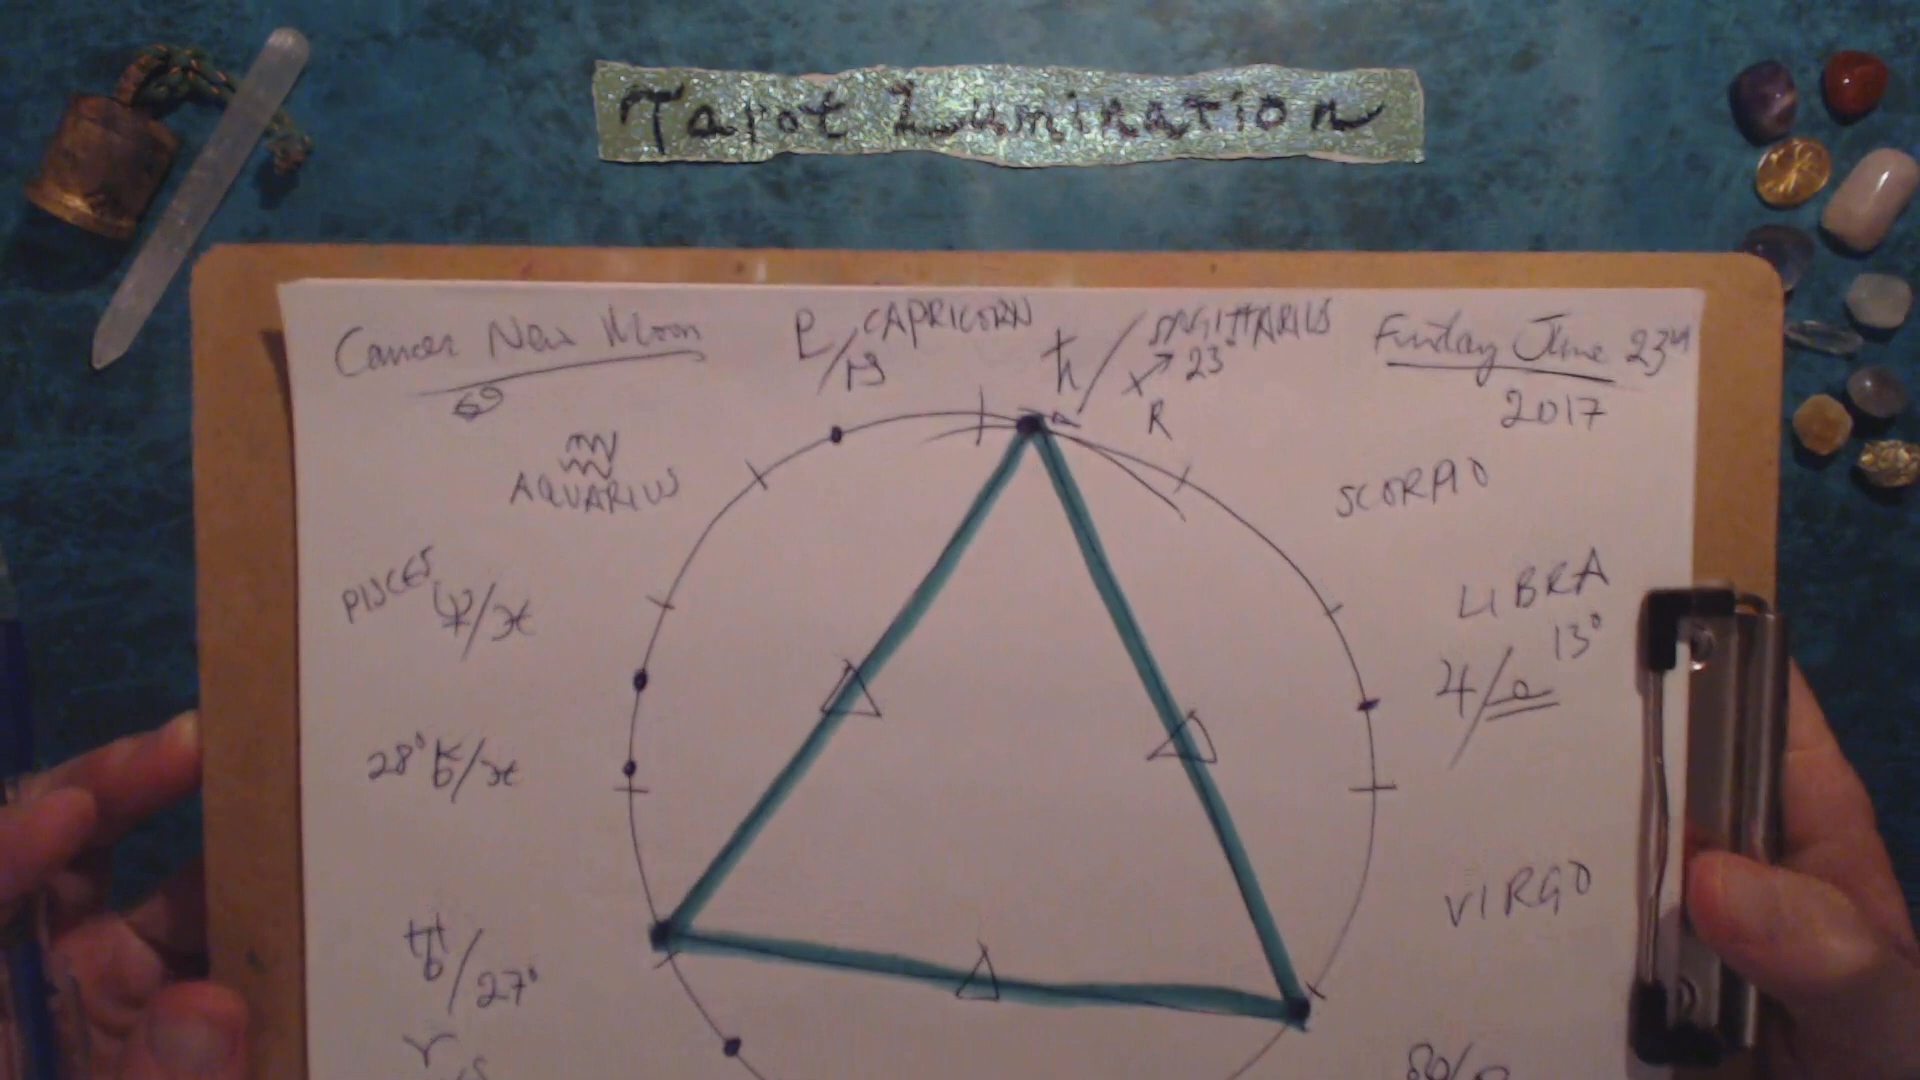 Tarot Lumination
Cancer New Moon
♋
♇/♑ CAPRICORN
♄/SAGITTARIUS
♐ 23°
R
Friday June 23rd
2017
♒
AQUARIUS
SCORPIO
PISCES ♆/♓
LIBRA
13°
♃/♎
28° ⚷/♓
VIRGO
♅/27°
♈